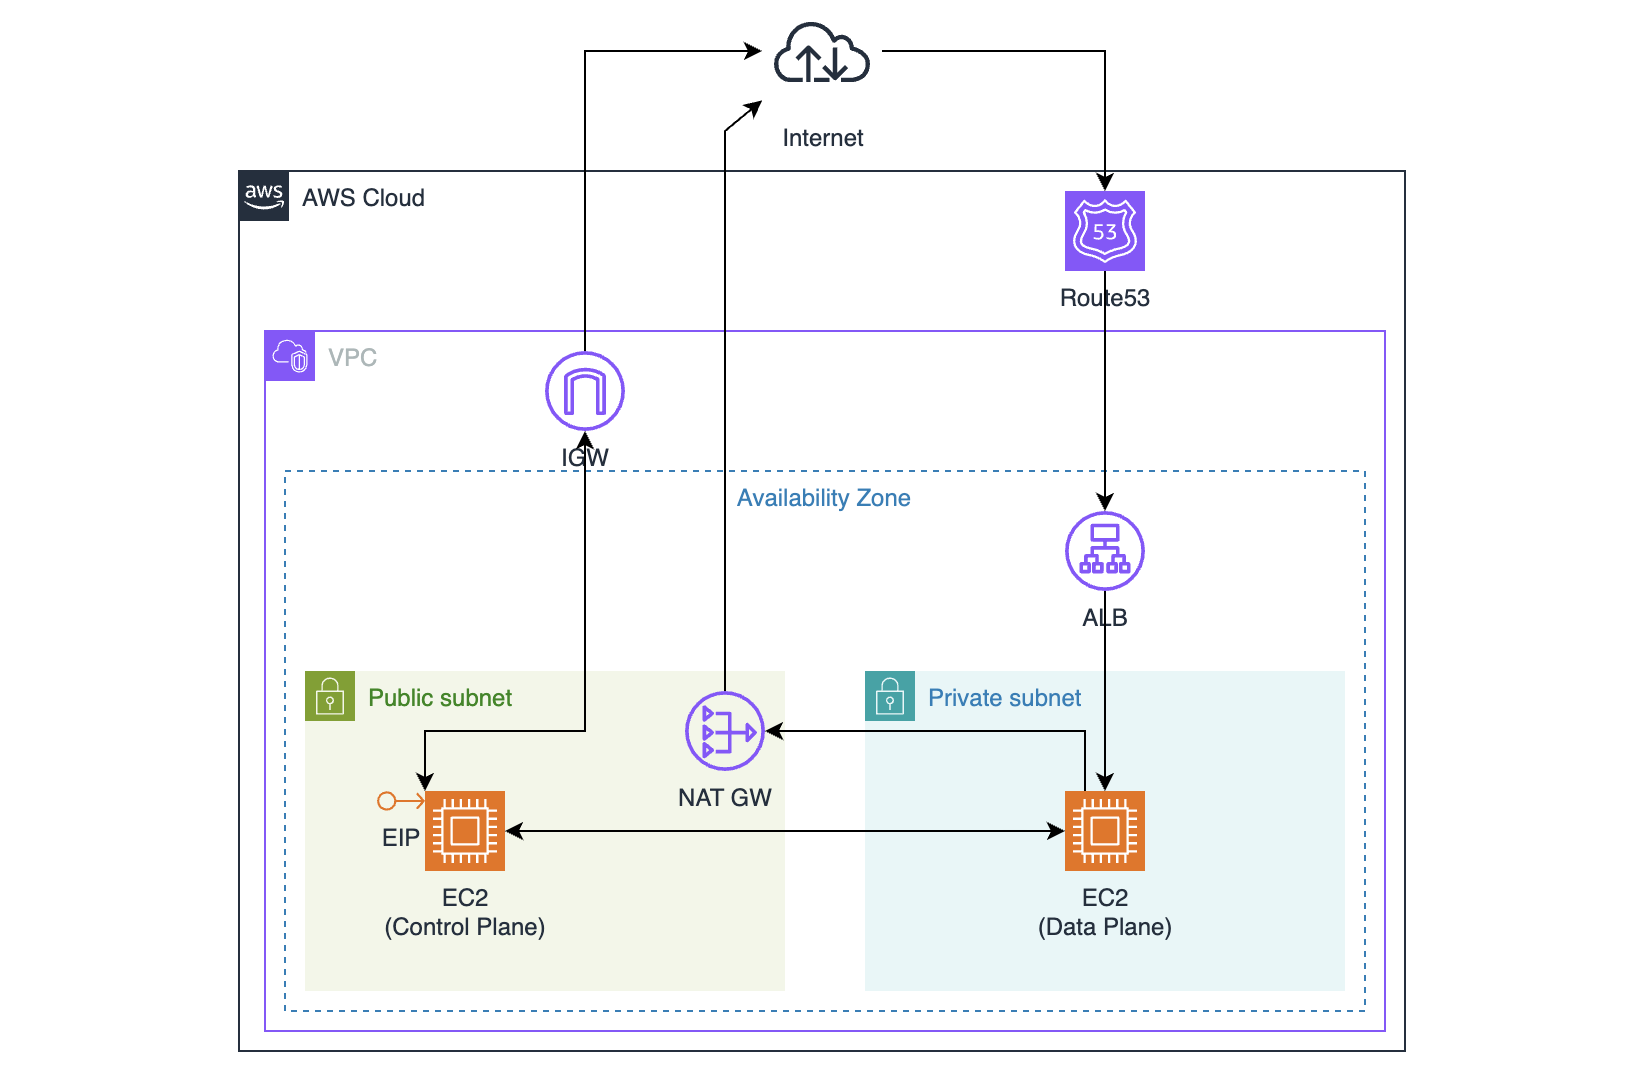 Internet
aws
AWS Cloud
53
Route53
VPC
IGW
Availability Zone
ALB
Public subnet
Private subnet
NAT GW
EIP
EC2
(Control Plane)
EC2
(Data Plane)